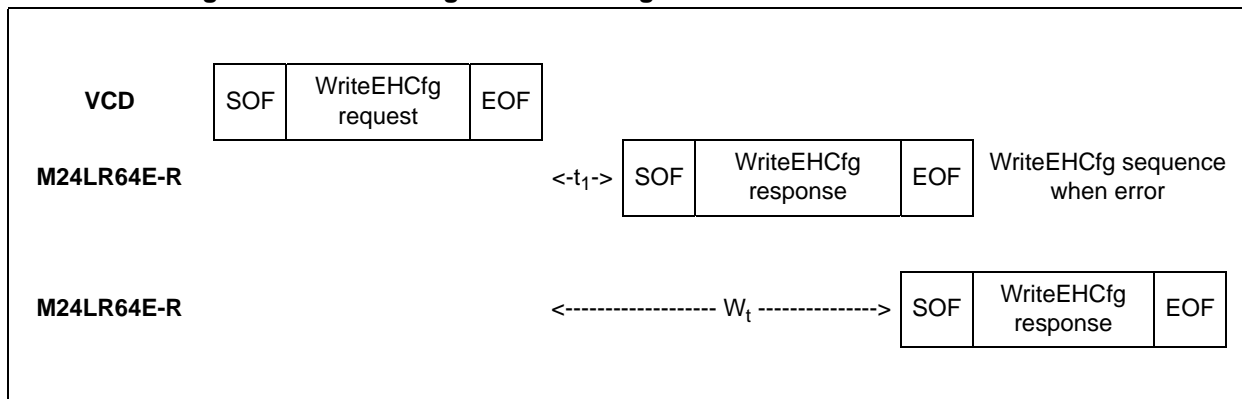 VCD
SOF
WriteEHCfg
request
EOF
M24LR64E-R
<-t1->
SOF
WriteEHCfg
response
EOF
WriteEHCfg sequence
when error
M24LR64E-R
<------------------- Wt --------------->
SOF
WriteEHCfg
response
EOF